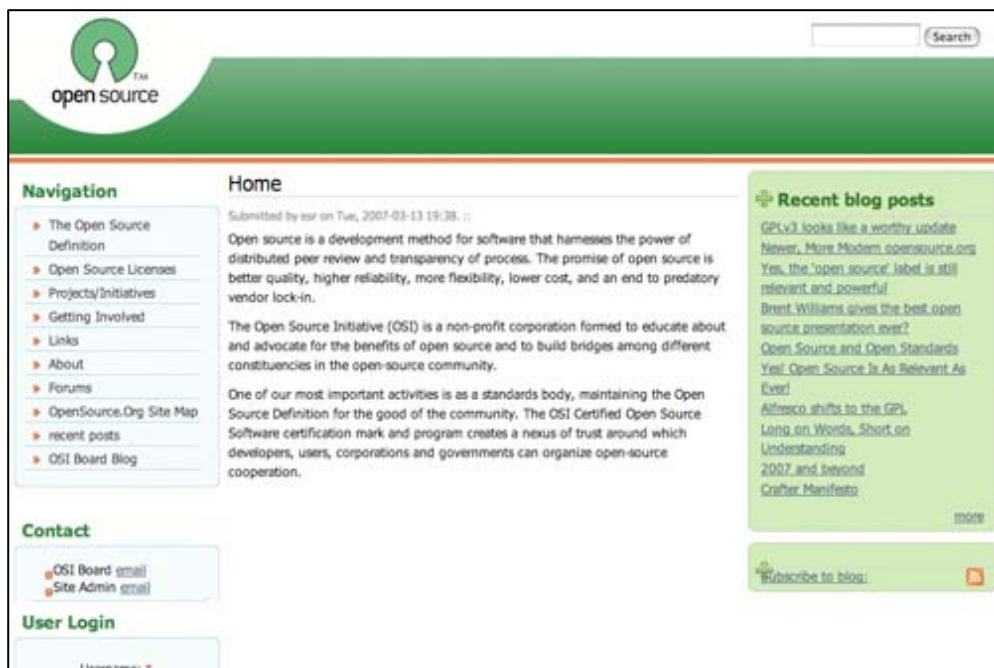 Search
TM
open source
Navigation
The Open Source
Definition
Open Source Licenses
Projects/Initiatives
Getting Involved
Links
About
Forums
OpenSource.Org Site Map
recent posts
OSI Board Blog
Contact
OSI Board email
Site Admin email
User Login
Username: *
Home
Submitted by esr on Tue, 2007-03-13 19:38. ::
Open source is a development method for software that harnesses the power of
distributed peer review and transparency of process. The promise of open source is
better quality, higher reliability, more flexibility, lower cost, and an end to predatory
vendor lock-in.
The Open Source Initiative (OSI) is a non-profit corporation formed to educate about
and advocate for the benefits of open source and to build bridges among different
constituencies in the open-source community.
One of our most important activities is as a standards body, maintaining the Open
Source Definition for the good of the community. The OSI Certified Open Source
Software certification mark and program creates a nexus of trust around which
developers, users, corporations and governments can organize open-source
cooperation.
Recent blog posts
GPLv3 looks like a worthy update
Newer, More Modern opensource.org
Yes, the 'open source' label is still
relevant and powerful
Brent Williams gives the best open
source presentation ever?
Open Source and Open Standards
Yes! Open Source Is As Relevant As
Ever!
Alfresco shifts to the GPL
Long on Words, Short on
Understanding
2007 and beyond
Crafter Manifesto
more
Subscribe to blog: